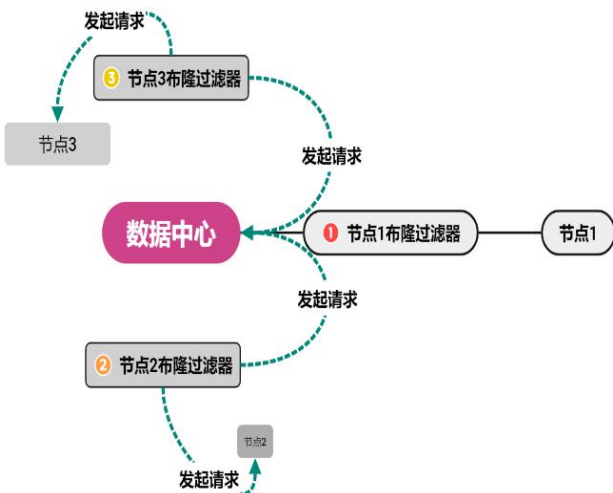 发起请求
3 节点3布隆过滤器
节点3
发起请求
数据中心
1 节点1布隆过滤器
节点1
发起请求
2 节点2布隆过滤器
节点2
发起请求